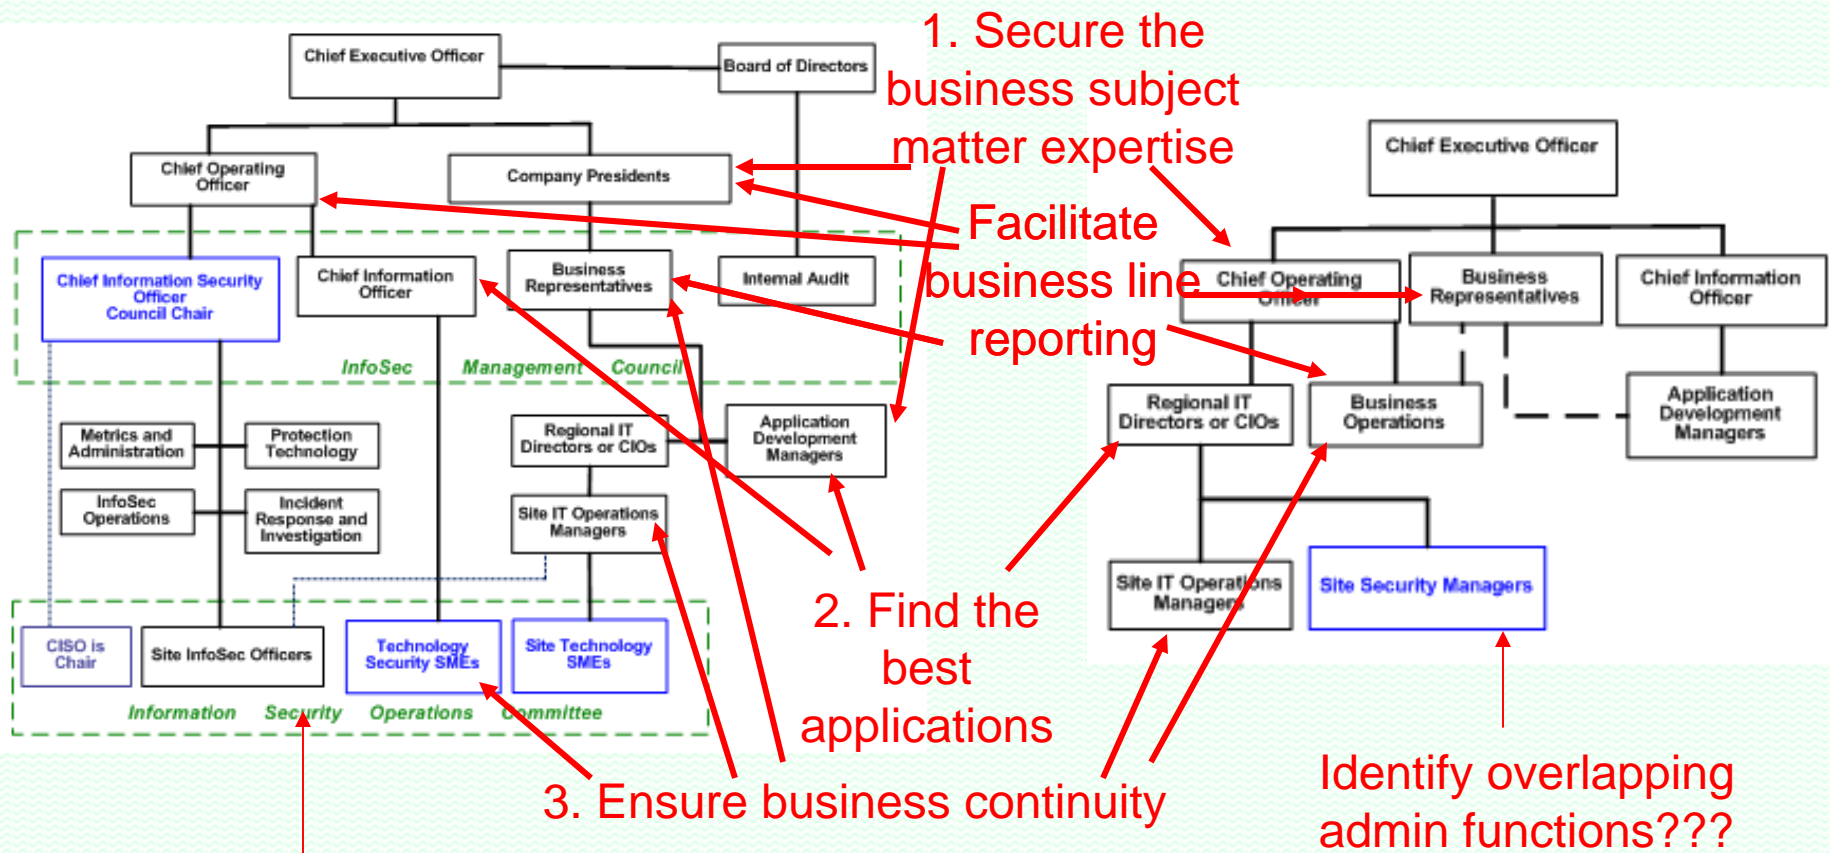 Chief Executive Officer
Board of Directors
Chief Operating
Officer
Company Presidents
Chief Information Security
Officer
Council Chair
Chief Information
Officer
Business
Representatives
Internal Audit
InfoSec Management Council
Metrics and
Administration
Protection
Technology
InfoSec
Operations
Incident
Response and
Investigation
Regional IT
Directors or CIOs
Application
Development
Managers
Site IT Operations
Managers
CISO is
Chair
Site InfoSec Officers
Technology
Security SMEs
Site Technology
SMEs
Information Security Operations Committee
1. Secure the
business subject
matter expertise
Facilitate
business line
reporting
2. Find the
best
applications
3. Ensure business continuity
Chief Executive Officer
Chief Operating
Officer
Business
Representatives
Chief Information
Officer
Regional IT
Directors or CIOs
Business
Operations
Application
Development
Managers
Site IT Operations
Managers
Site Security Managers
Identify overlapping
admin functions???